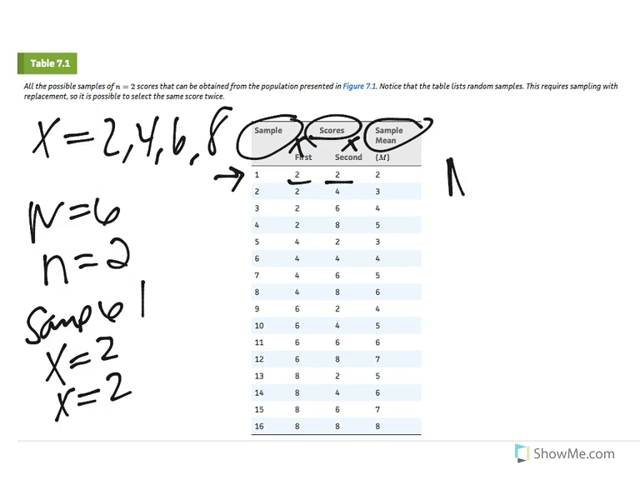 Table 7.1
All the possible samples of n = 2 scores that can be obtained from the population presented in Figure 7.1. Notice that the table lists random samples. This requires sampling with
replacement, so it is possible to select the same score twice.
X = 2, 4, 6, 8
Sample Scores Sample Mean
X X
First Second (M)
1 2 2 2
2 2 4 3
3 2 6 4
4 2 8 5
5 4 2 3
6 4 4 4
7 4 6 5
8 4 8 6
9 6 2 4
10 6 4 5
11 6 6 6
12 6 8 7
13 8 2 5
14 8 4 6
15 8 6 7
16 8 8 8
N = 6
n = 2
Sample 1
X = 2
X = 2
ShowMe.com